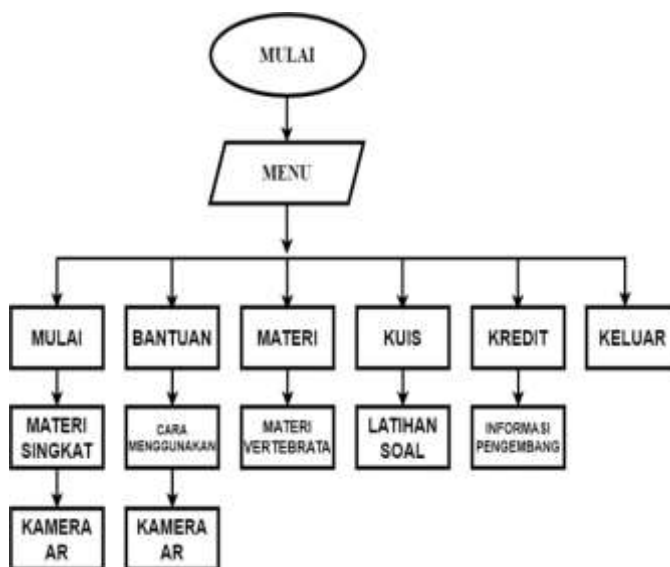 MULAI
MENU
MULAI
BANTUAN
MATERI
KUIS
KREDIT
KELUAR
MATERI
SINGKAT
CARA
MENGGUNAKAN
MATERI
VERTEBRATA
LATIHAN
SOAL
INFORMASI
PENGEMBANG
KAMERA
AR
KAMERA
AR